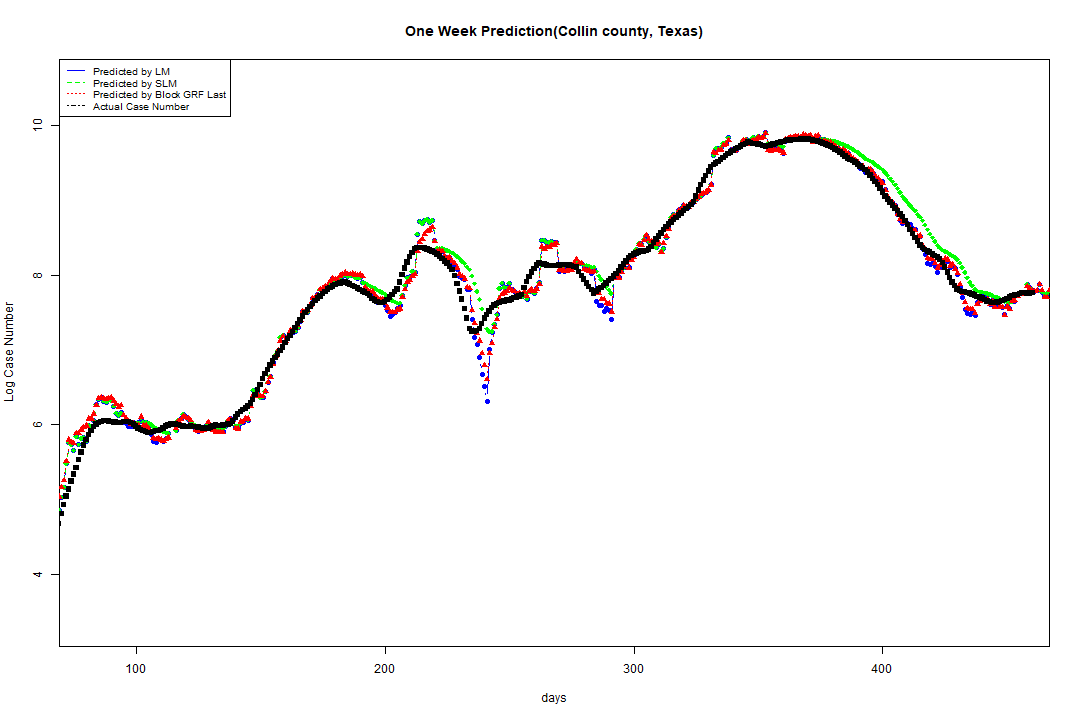 One Week Prediction(Collin county, Texas)
Predicted by LM
Predicted by SLM
Predicted by Block GRF Last
Actual Case Number
10
8
6
4
Log Case Number
100 200 300 400
days